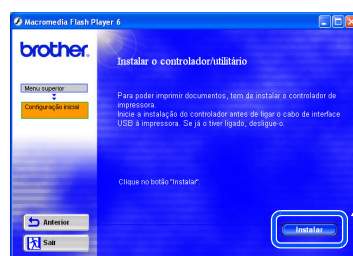 Macromedia Flash Player 6
brother.
Instalar o controlador/utilitário
Menu superior
Configuração inicial
Para poder imprimir documentos, tem de instalar o controlador de
impressora.
Inicie a instalação do controlador antes de ligar o cabo de interface
USB à impressora. Se já o tiver ligado, desligue-o.
Clique no botão "Instalar".
Anterior
Sair
Instalar